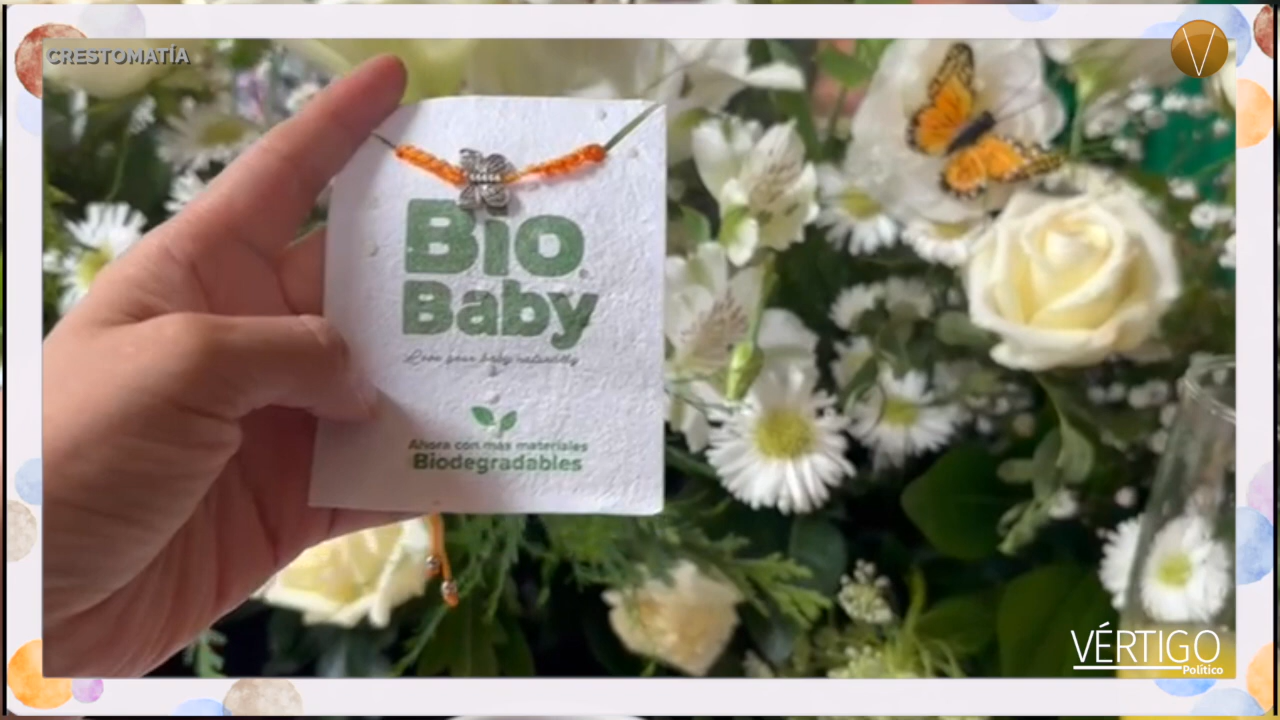 CRESTOMATÍA
V
Bio
Baby
Love your baby naturally
Ahora con más materiales
Biodegradables
VÉRTIGO
Político